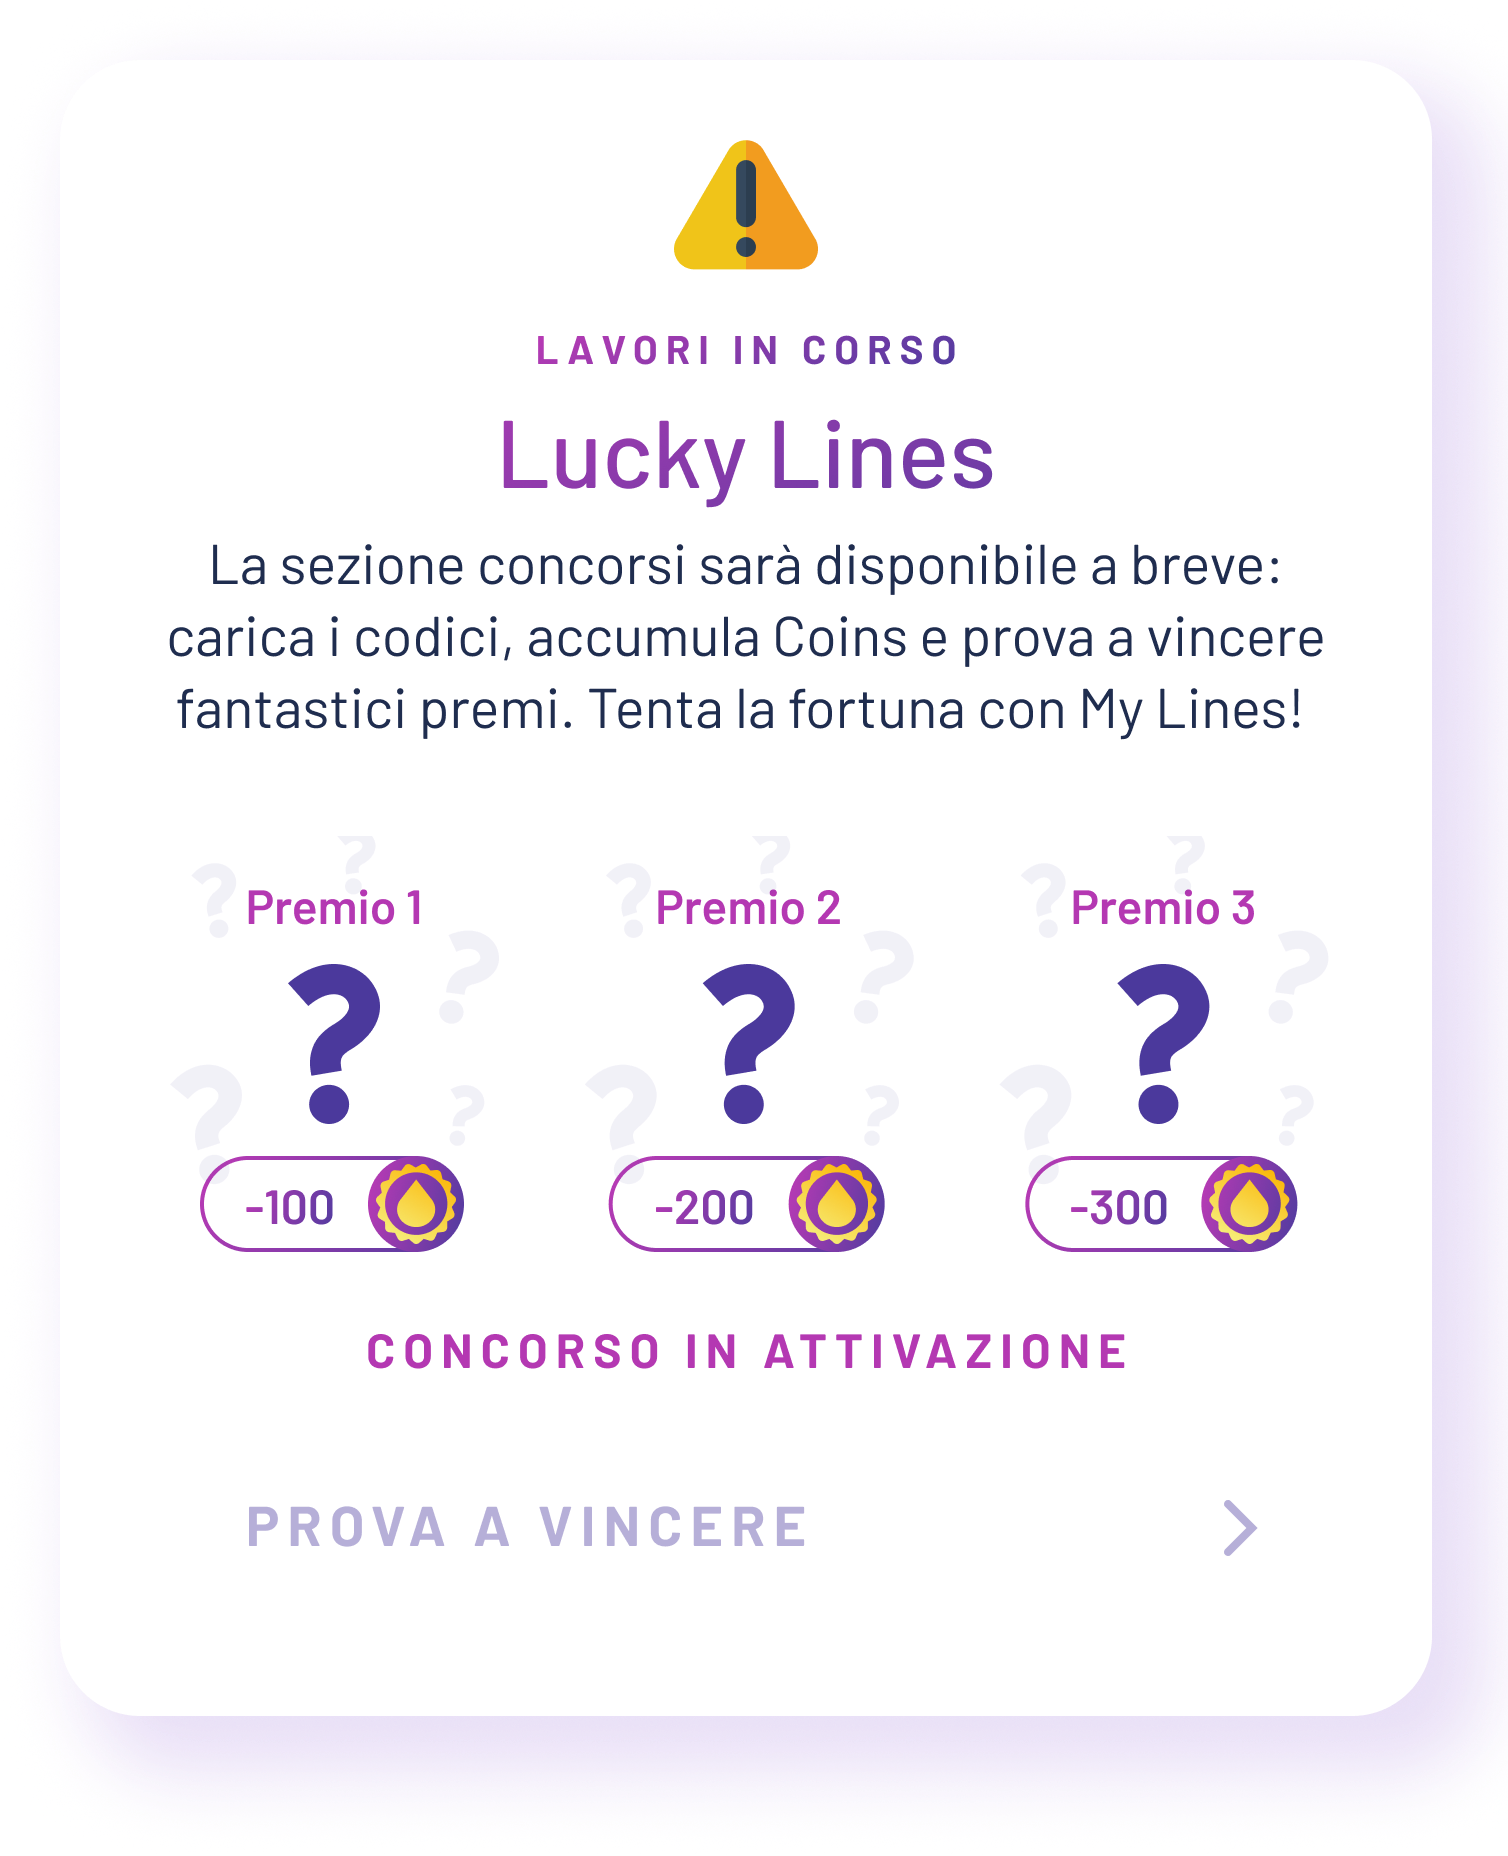 LAVORI IN CORSO
Lucky Lines
La sezione concorsi sarà disponibile a breve:
carica i codici, accumula Coins e prova a vincere
fantastici premi. Tenta la fortuna con My Lines!
Premio 1
?
-100
Premio 2
?
-200
Premio 3
?
-300
CONCORSO IN ATTIVAZIONE
PROVA A VINCERE